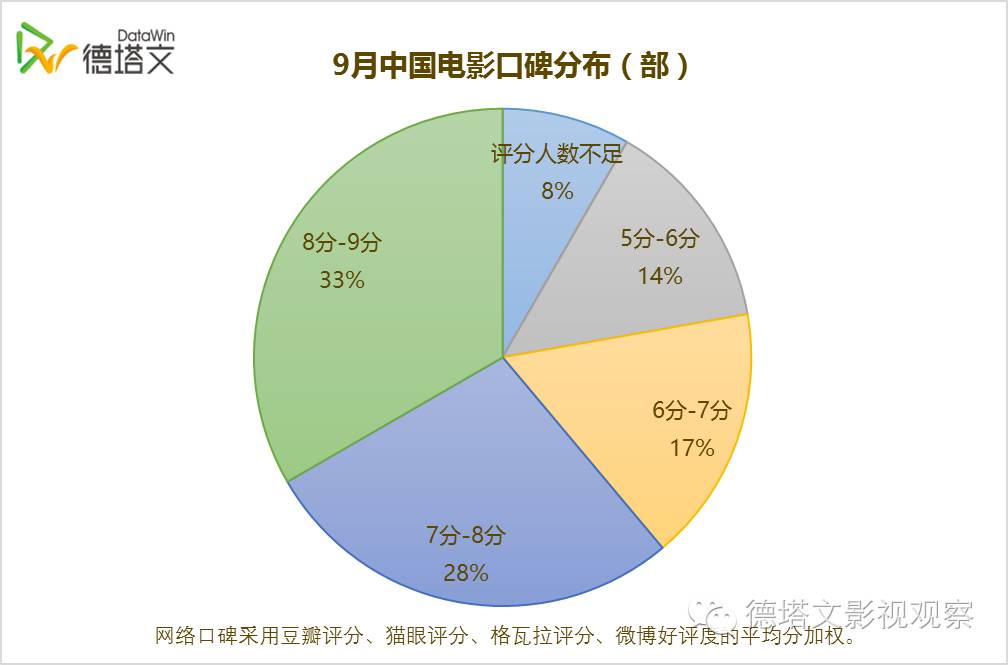 DataWin
德塔文
9月中国电影口碑分布（部）
评分人数不足
8%
5分-6分
14%
6分-7分
17%
7分-8分
28%
8分-9分
33%
德塔文影视观察
网络口碑采用豆瓣评分、猫眼评分、格瓦拉评分、微博好评度的平均分加权。